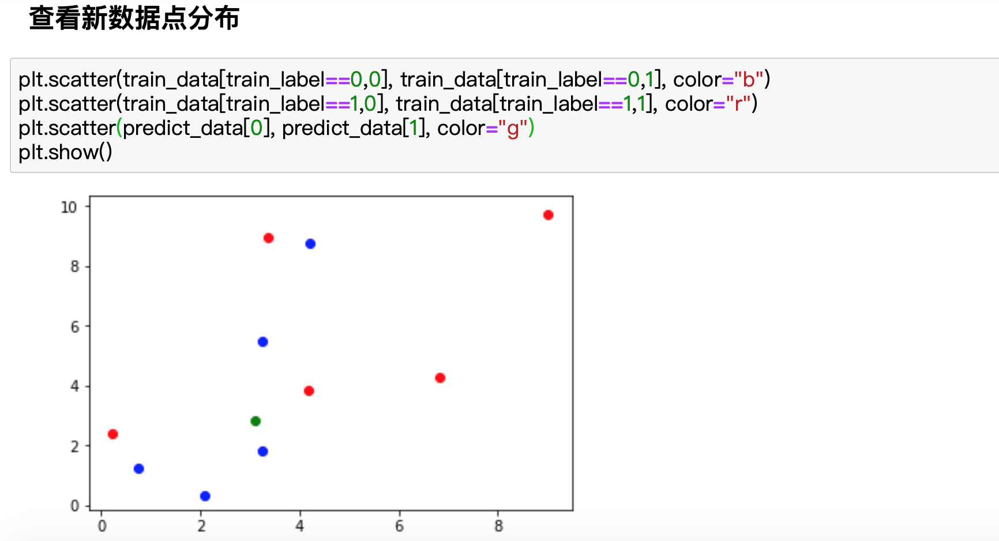 查看新数据点分布
plt.scatter(train_data[train_label==0,0], train_data[train_label==0,1], color="b")
plt.scatter(train_data[train_label==1,0], train_data[train_label==1,1], color="r")
plt.scatter(predict_data[0], predict_data[1], color="g")
plt.show()
10
8
6
4
2
0
0 2 4 6 8